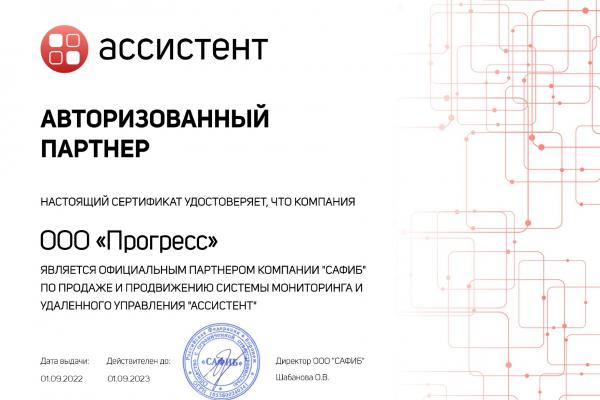 ассистент
АВТОРИЗОВАННЫЙ
ПАРТНЕР
НАСТОЯЩИЙ СЕРТИФИКАТ УДОСТОВЕРЯЕТ, ЧТО КОМПАНИЯ
ООО «Прогресс»
ЯВЛЯЕТСЯ ОФИЦИАЛЬНЫМ ПАРТНЕРОМ КОМПАНИИ "САФИБ"
ПО ПРОДАЖЕ И ПРОДВИЖЕНИЮ СИСТЕМЫ МОНИТОРИНГА И
УДАЛЕННОГО УПРАВЛЕНИЯ "АССИСТЕНТ"
Дата выдачи: Действителен до: Директор ООО "САФИБ"
01.09.2022 01.09.2023 Шабанова О.В.
«САФИБ»